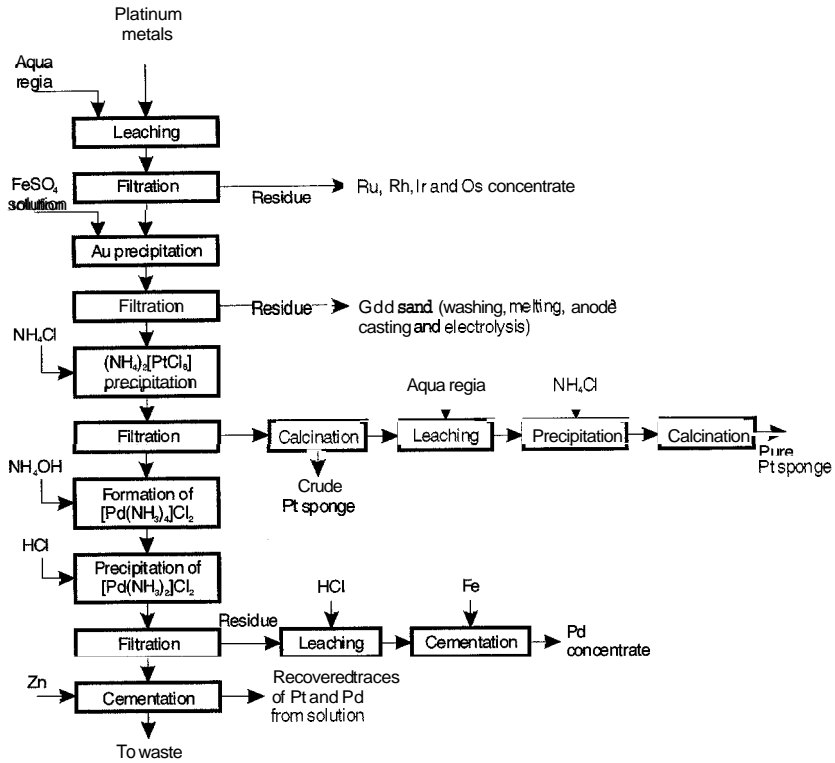 Platinum
metals
Aqua
regia
Leaching
FeSO₄
solution
Filtration
Residue
Ru, Rh, Ir and Os concentrate
Au precipitation
Filtration
Residue
Gdd sand (washing, melting, anode
casting and electrolysis)
NH₄Cl
(NH₄)₂[PtCl₆]
precipitation
Aqua regia
NH₄Cl
Filtration
Calcination
Leaching
Precipitation
Calcination
Pure
Pt sponge
Crude
Pt sponge
NH₄OH
Formation of
[Pd(NH₃)₄]Cl₂
HCl
Precipitation of
[Pd(NH₃)₂]Cl₂
HCl
Fe
Filtration
Residue
Leaching
Cementation
Pd
concentrate
Zn
Cementation
Recoveredtraces
of Pt and Pd
from solution
To waste